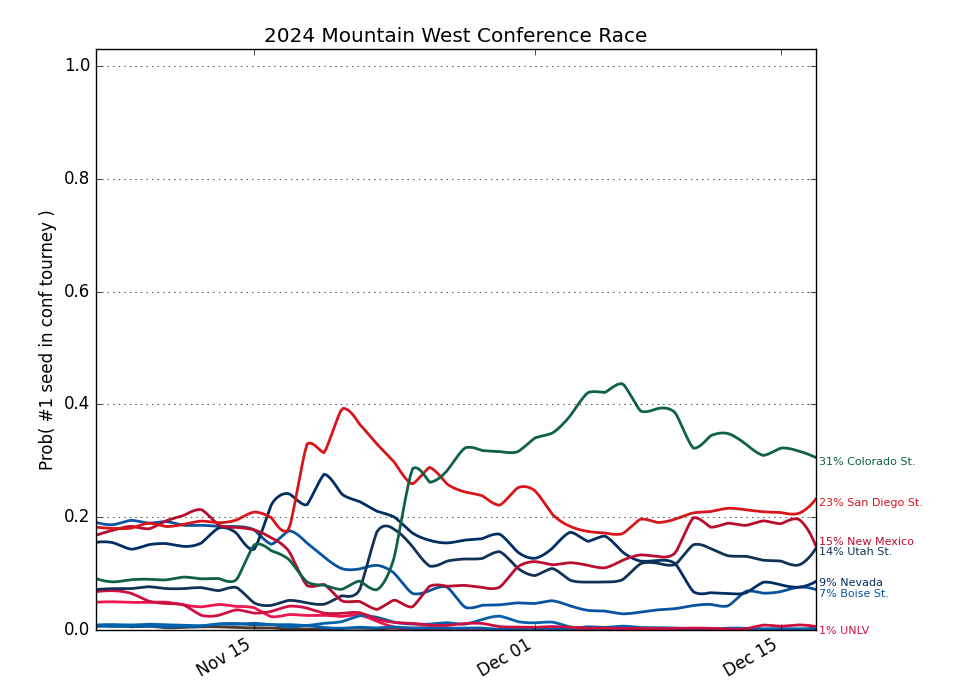 2024 Mountain West Conference Race
Prob( #1 seed in conf tourney )
1.0
0.8
0.6
0.4
0.2
0.0
Nov 15
Dec 01
Dec 15
31% Colorado St.
23% San Diego St.
15% New Mexico
14% Utah St.
9% Nevada
7% Boise St.
1% UNLV